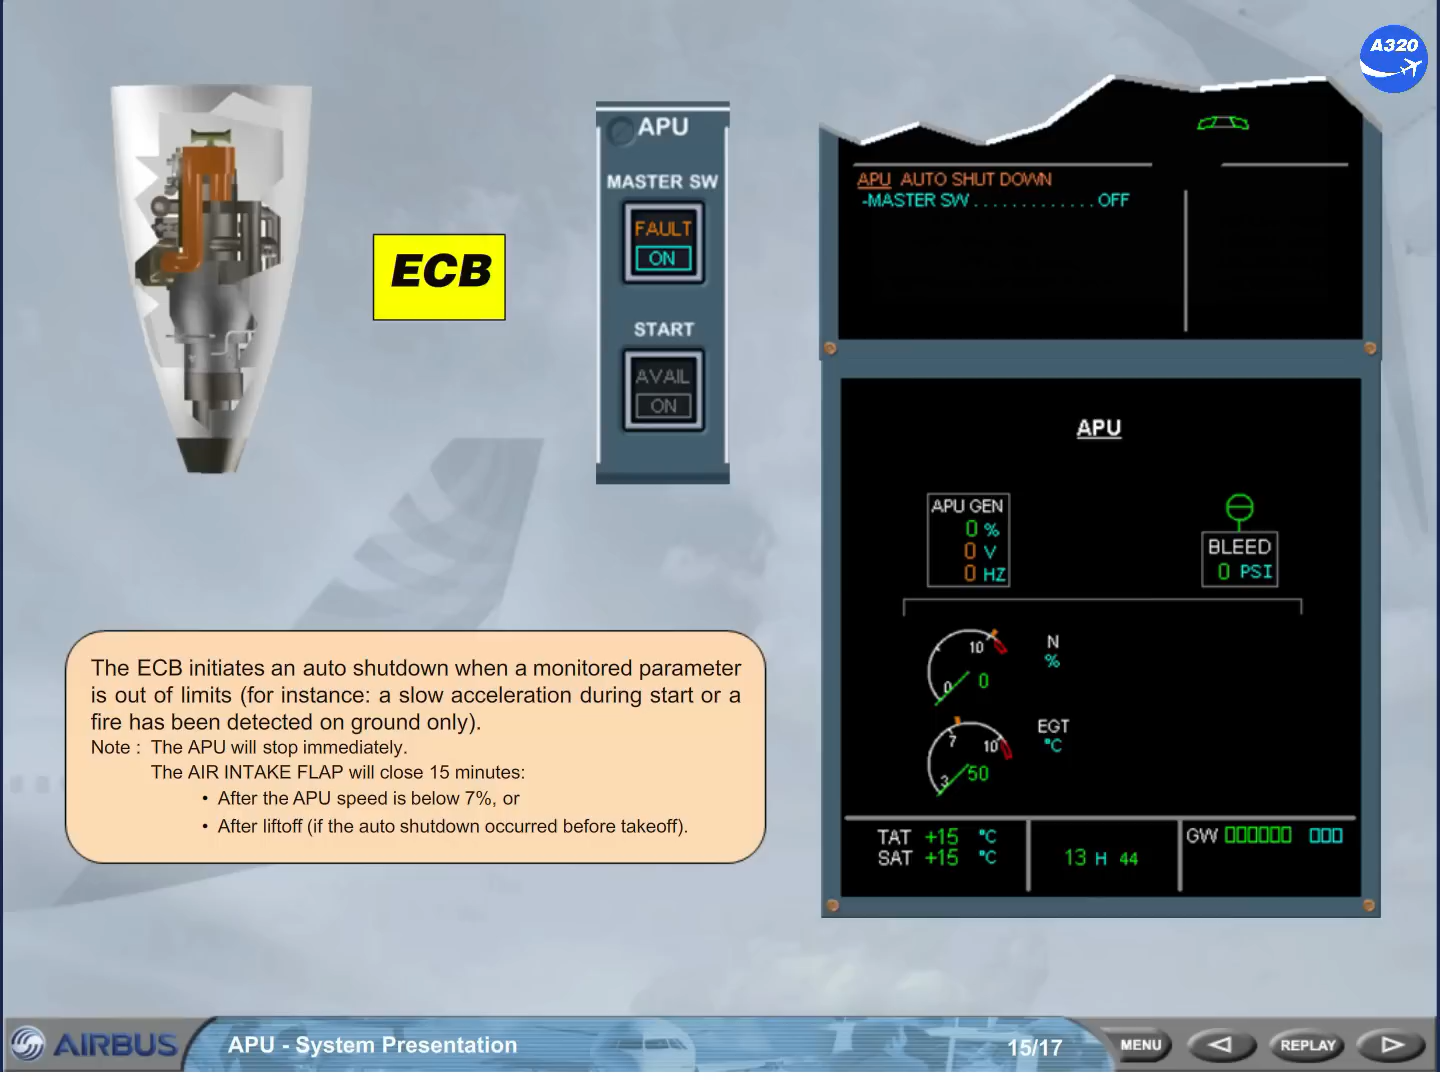 A320
APU
MASTER SW
FAULT
ON
START
AVAIL
ON
ECB
APU AUTO SHUT DOWN
-MASTER SW.............OFF
APU
APU GEN
0 %
0 V
0 HZ
BLEED
0 PSI
10
0
0
N
%
7
10
3
50
EGT
°C
TAT +15 °C
SAT +15 °C
13 H 44
GW
The ECB initiates an auto shutdown when a monitored parameter
is out of limits (for instance: a slow acceleration during start or a
fire has been detected on ground only).
Note : The APU will stop immediately.
The AIR INTAKE FLAP will close 15 minutes:
• After the APU speed is below 7%, or
• After liftoff (if the auto shutdown occurred before takeoff).
AIRBUS
APU - System Presentation
15/17
MENU
REPLAY